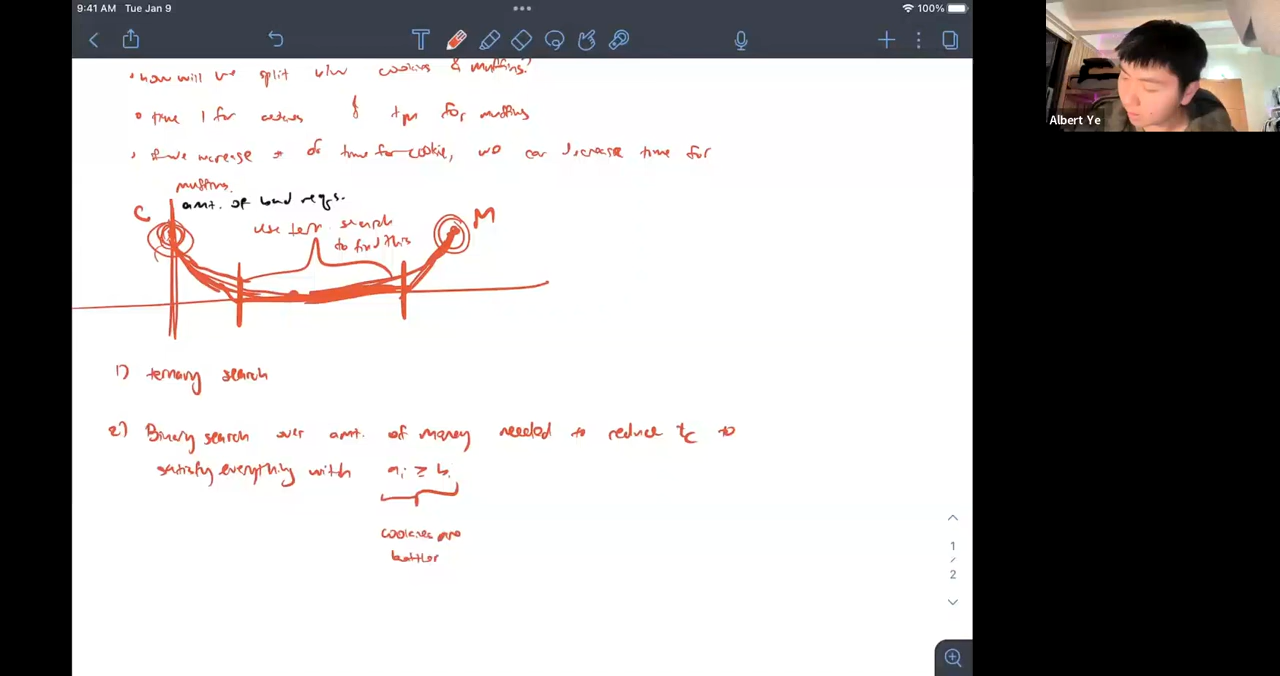 9:41 AM Tue Jan 9
100%
Albert Ye
• how will we split b/w cookies & muffins?
• time 1 for & tm for muffins
• If we increase of time for cookie, we can decrease time for
muffins.
amt. of bad reqs.
C
M
use tern. search
to find this
1) ternary search
2) Binary search over amt. of money needed to reduce tc to
satisfy everything with ai ≥ bi
cookies are
better
1
/
2